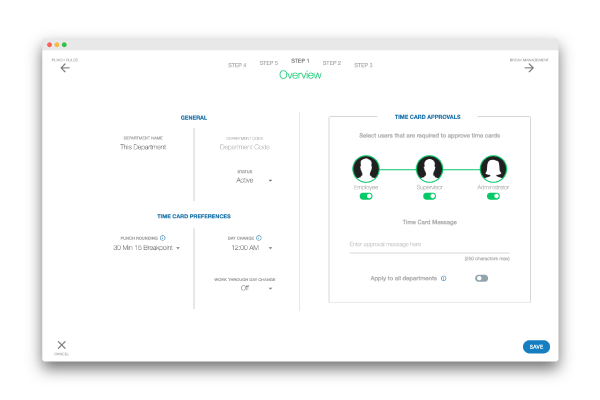 PUNCH RULES
STEP 4
STEP 5
STEP 1
STEP 2
STEP 3
BREAK MANAGEMENT
Overview
GENERAL
DEPARTMENT NAME
This Department
DEPARTMENT CODE
Department Code
STATUS
Active
TIME CARD PREFERENCES
PUNCH ROUNDING
30 Min 15 Breakpoint
DAY CHANGE
12:00 AM
WORK THROUGH DAY CHANGE
Off
TIME CARD APPROVALS
Select users that are required to approve time cards
Employee
Supervisor
Administrator
Time Card Message
Enter approval message here
(250 characters max)
Apply to all departments
CANCEL
SAVE